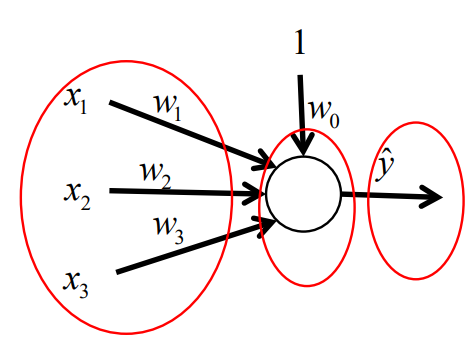 1
x₁ w₁ w₀
x₂ w₂ ŷ
w₃
x₃